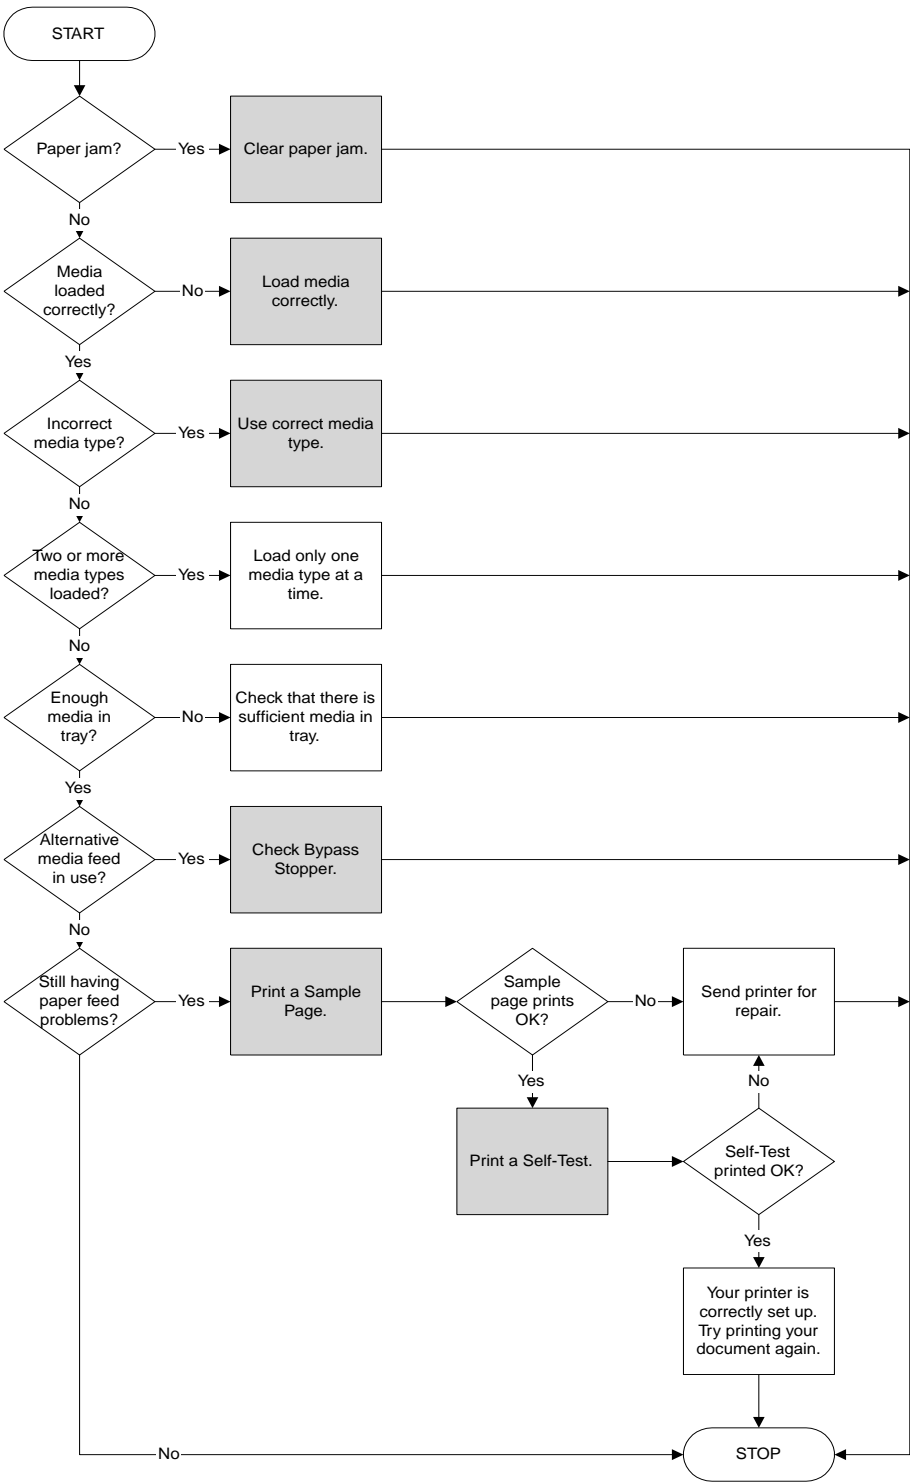 START
Paper jam?
Yes
Clear paper jam.
No
Media
loaded
correctly?
No
Load media
correctly.
Yes
Incorrect
media type?
Yes
Use correct media
type.
No
Two or more
media types
loaded?
Yes
Load only one
media type at a
time.
No
Enough
media in
tray?
No
Check that there is
sufficient media in
tray.
Yes
Alternative
media feed
in use?
Yes
Check Bypass
Stopper.
No
Still having
paper feed
problems?
Yes
Print a Sample
Page.
Sample
page prints
OK?
No
Send printer for
repair.
Yes
No
Print a Self-Test.
Self-Test
printed OK?
Yes
Your printer is
correctly set up.
Try printing your
document again.
No
STOP